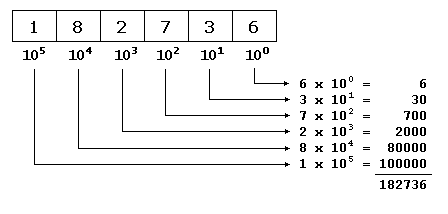 1 8 2 7 3 6
10⁵ 10⁴ 10³ 10² 10¹ 10⁰
6 x 10⁰ = 6
3 x 10¹ = 30
7 x 10² = 700
2 x 10³ = 2000
8 x 10⁴ = 80000
1 x 10⁵ = 100000
182736